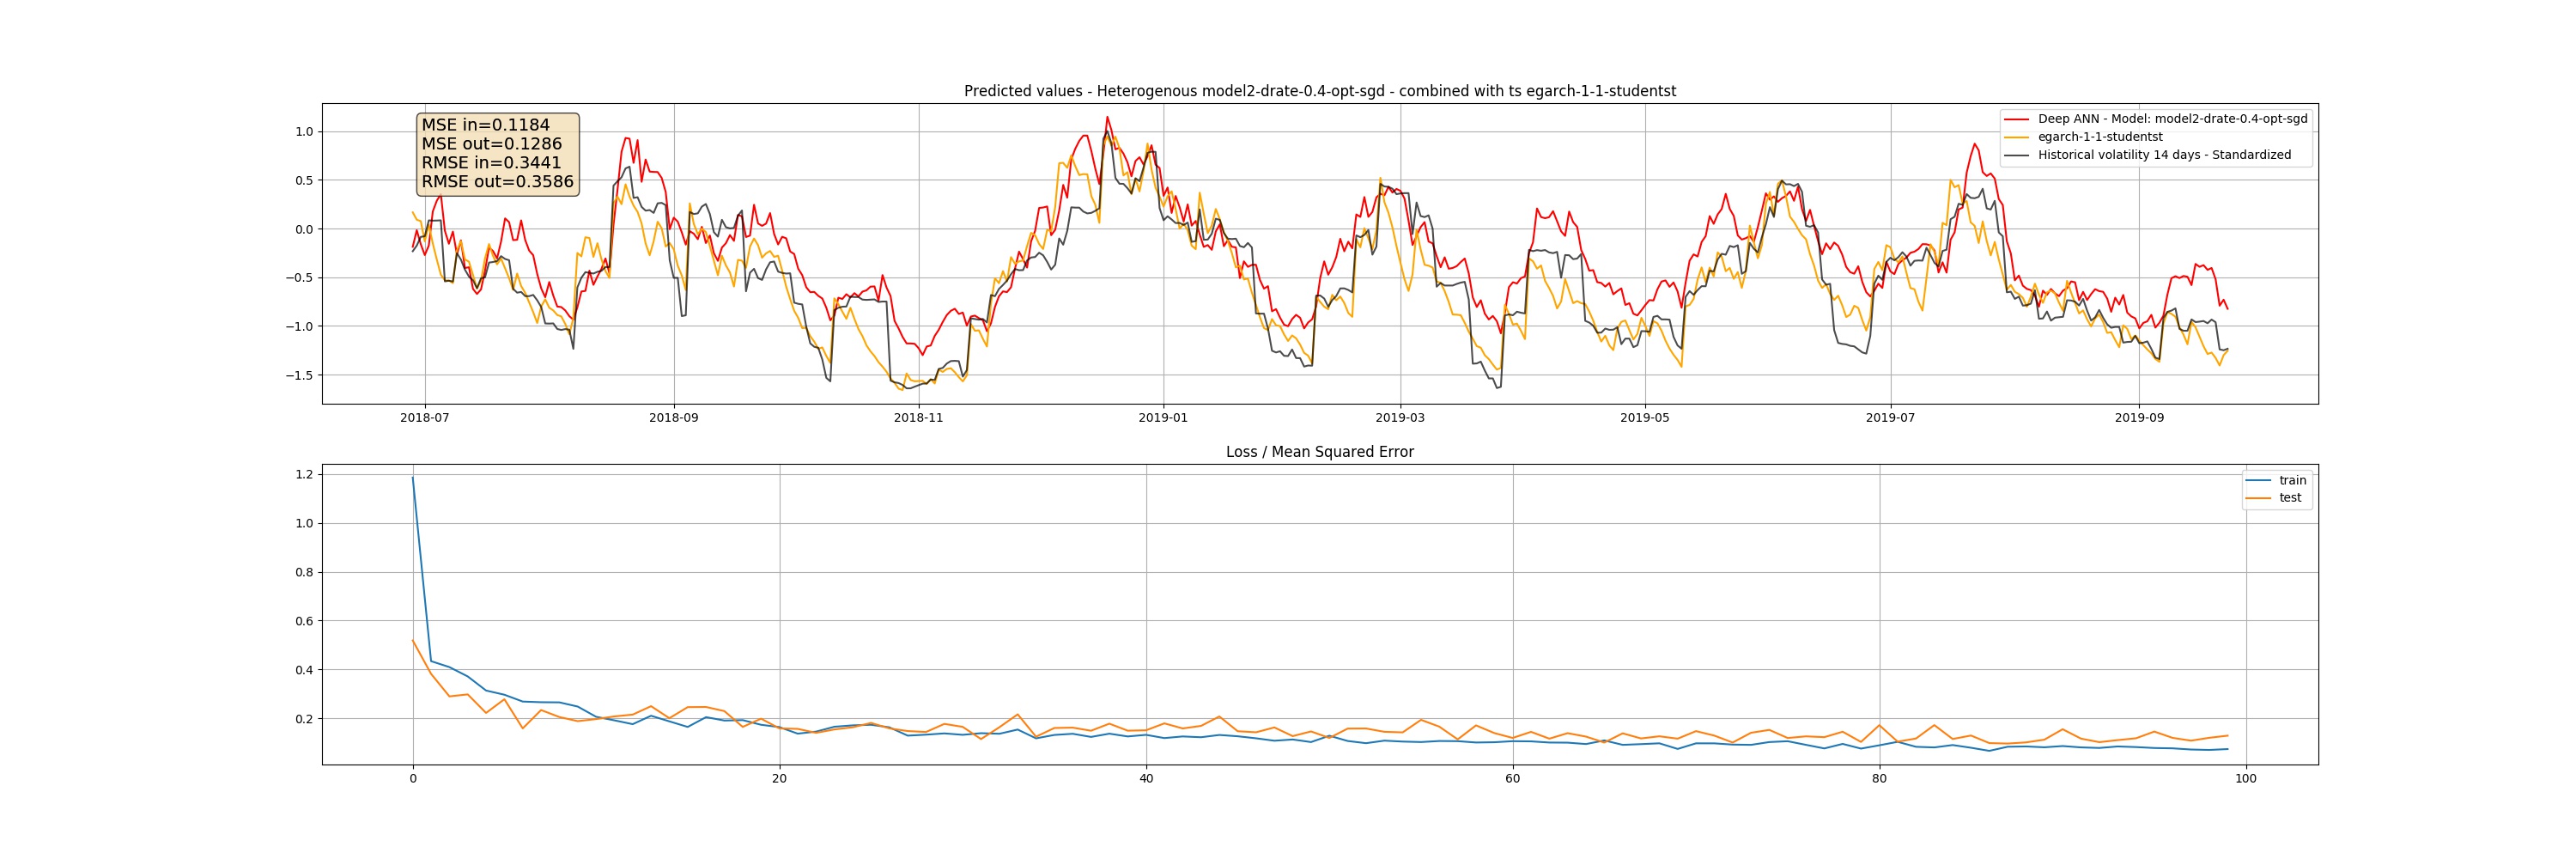 Predicted values - Heterogenous model2-drate-0.4-opt-sgd - combined with ts egarch-1-1-studentst
MSE in=0.1184
MSE out=0.1286
RMSE in=0.3441
RMSE out=0.3586
Deep ANN - Model: model2-drate-0.4-opt-sgd
egarch-1-1-studentst
Historical volatility 14 days - Standardized
1.0
0.5
0.0
−0.5
−1.0
−1.5
2018-07 2018-09 2018-11 2019-01 2019-03 2019-05 2019-07 2019-09
Loss / Mean Squared Error
train
test
1.2
1.0
0.8
0.6
0.4
0.2
0 20 40 60 80 100